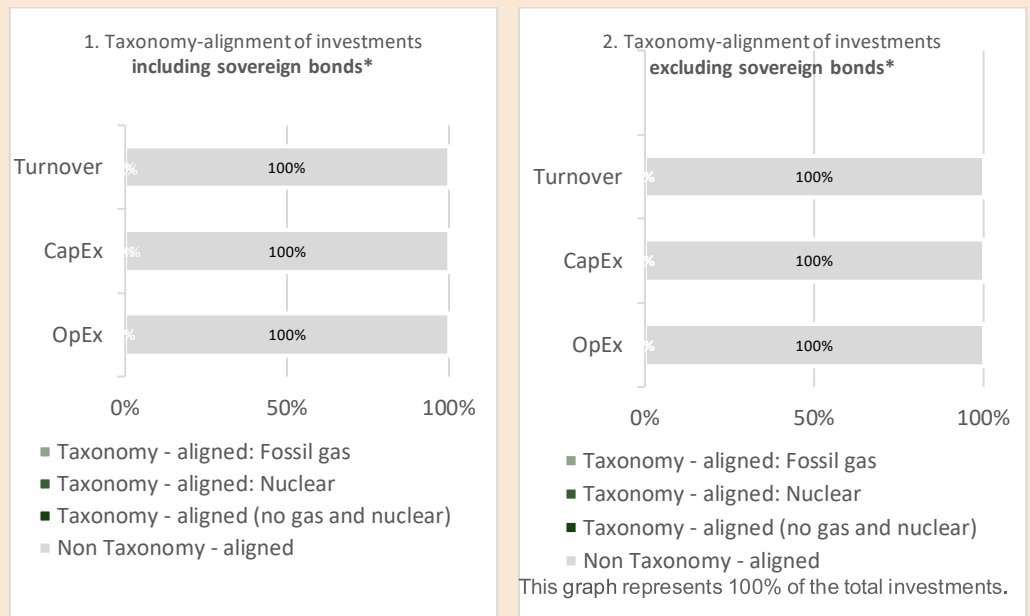 1. Taxonomy-alignment of investments
including sovereign bonds*
Turnover
100%
CapEx
100%
OpEx
100%
0% 50% 100%
Taxonomy - aligned: Fossil gas
Taxonomy - aligned: Nuclear
Taxonomy - aligned (no gas and nuclear)
Non Taxonomy - aligned
2. Taxonomy-alignment of investments
excluding sovereign bonds*
Turnover
100%
CapEx
100%
OpEx
100%
0% 50% 100%
Taxonomy - aligned: Fossil gas
Taxonomy - aligned: Nuclear
Taxonomy - aligned (no gas and nuclear)
Non Taxonomy - aligned
This graph represents 100% of the total investments.